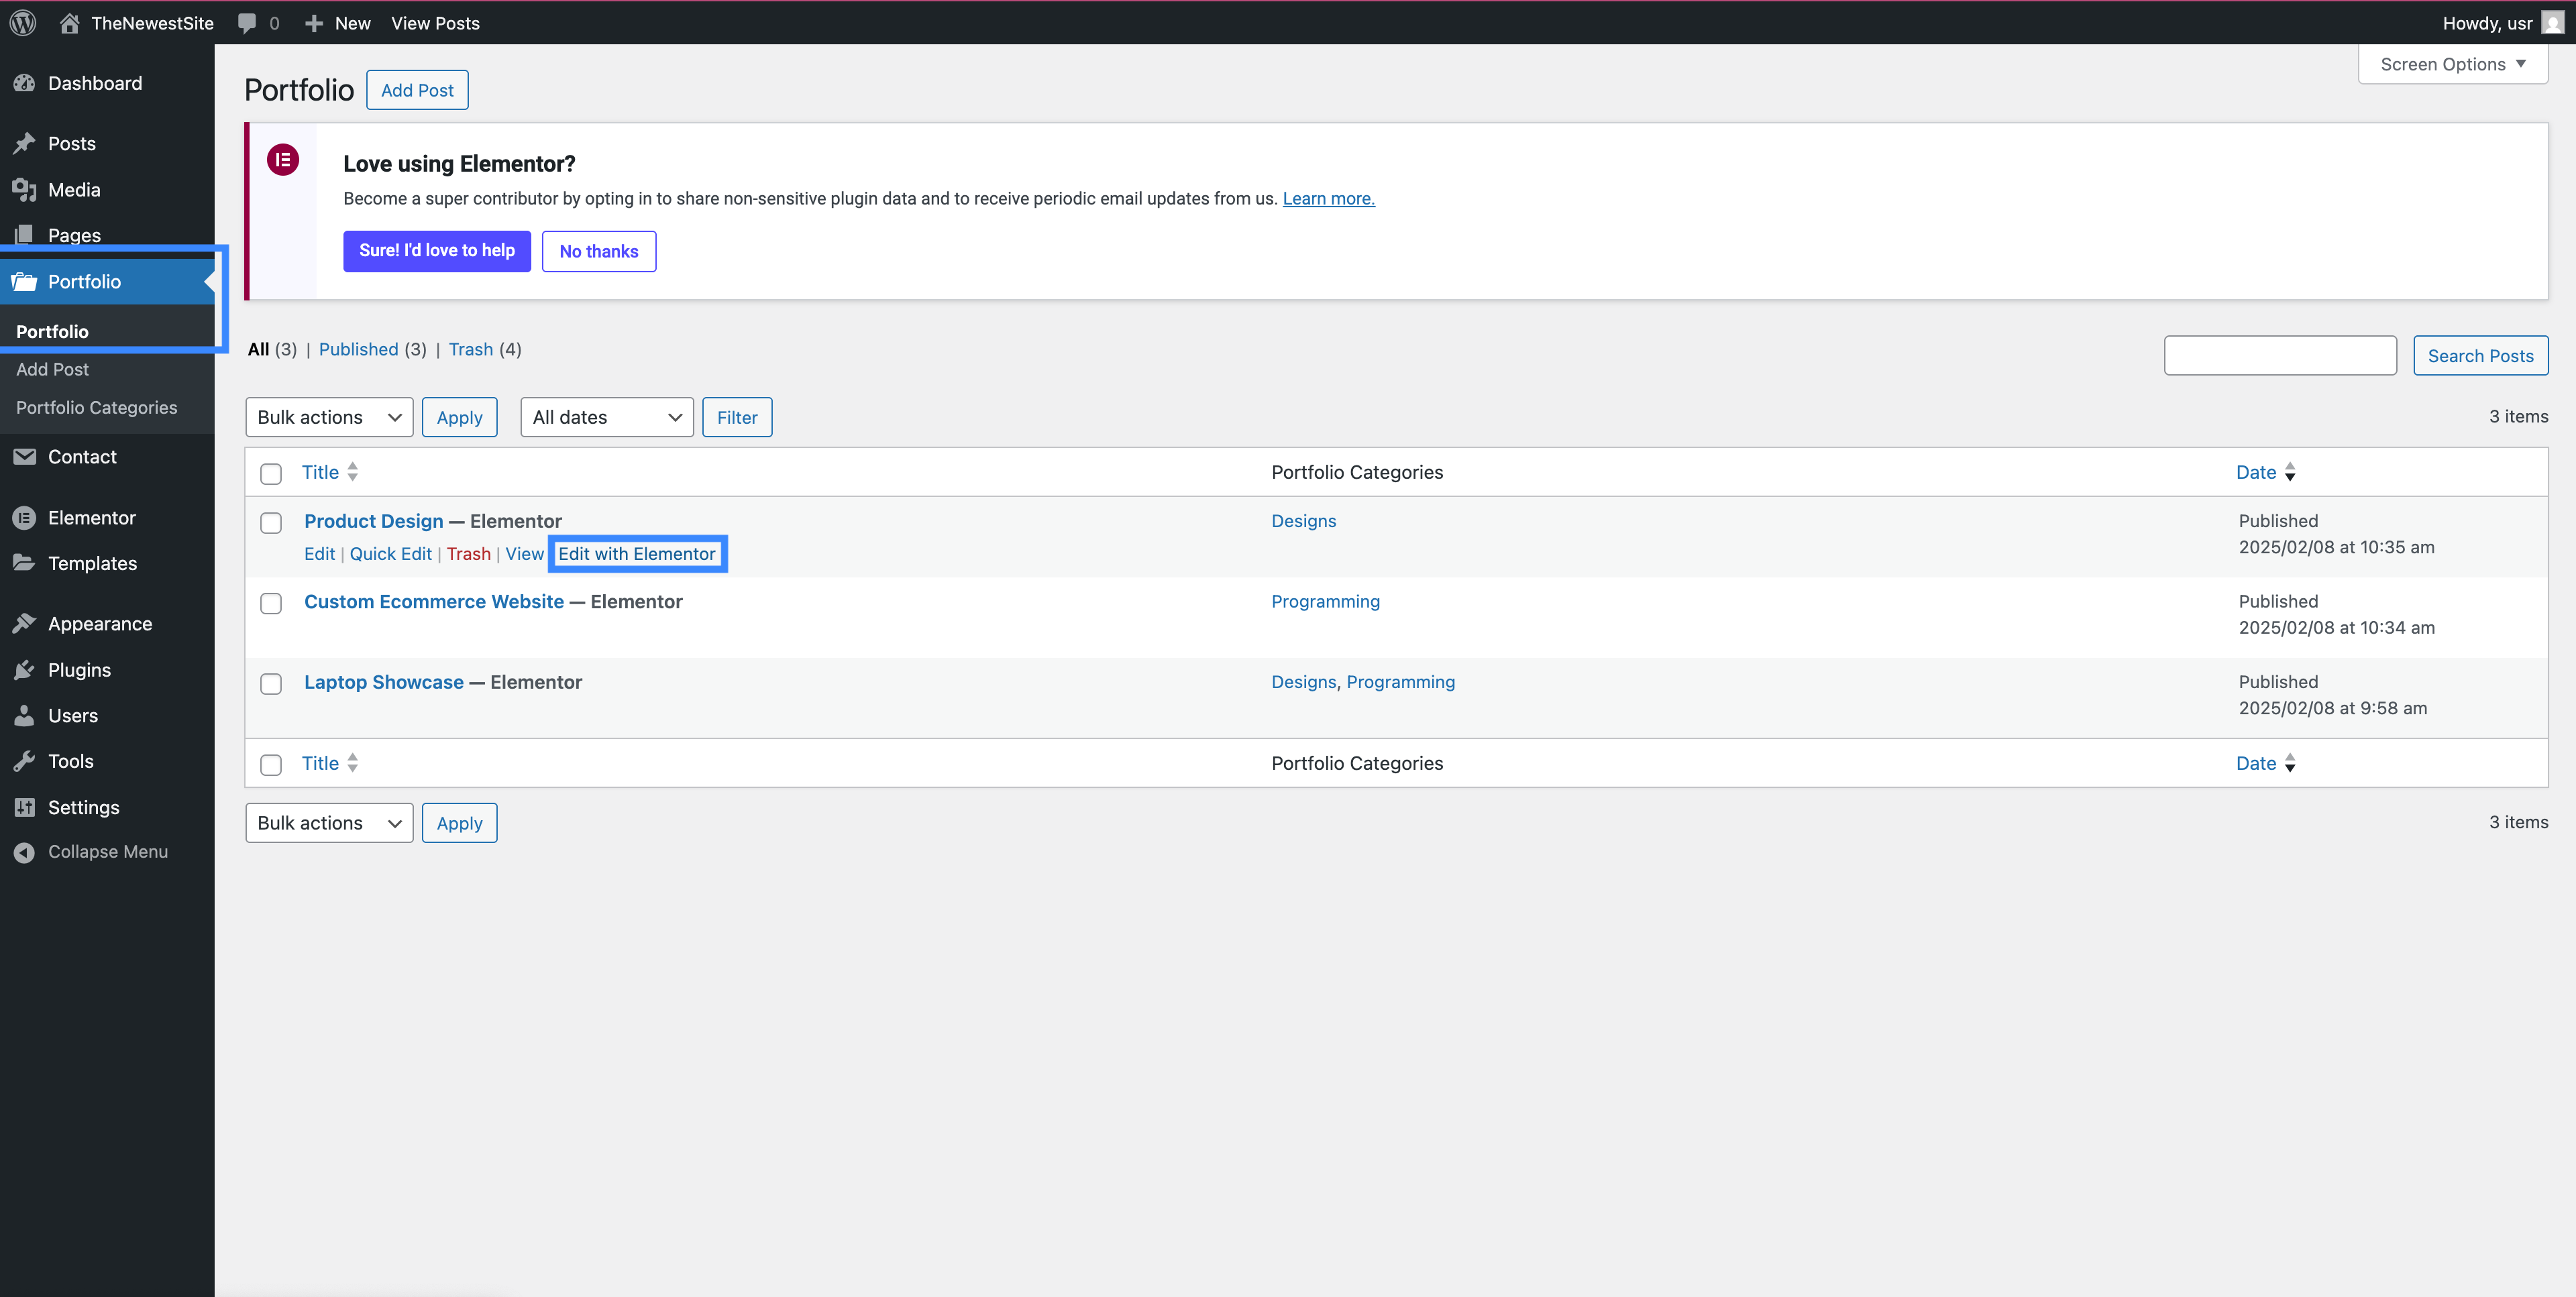 TheNewestSite 0 New View Posts Howdy, usr
Screen Options
Dashboard
Posts
Media
Pages
Portfolio
Portfolio
Add Post
Portfolio Categories
Contact
Elementor
Templates
Appearance
Plugins
Users
Tools
Settings
Collapse Menu
Portfolio Add Post
Love using Elementor?
Become a super contributor by opting in to share non-sensitive plugin data and to receive periodic email updates from us. Learn more.
Sure! I'd love to help No thanks
All (3) | Published (3) | Trash (4)
Search Posts
Bulk actions Apply All dates Filter 3 items
Title Portfolio Categories Date
Product Design — Elementor Designs Published
2025/02/08 at 10:35 am
Edit | Quick Edit | Trash | View Edit with Elementor
Custom Ecommerce Website — Elementor Programming Published
2025/02/08 at 10:34 am
Laptop Showcase — Elementor Designs, Programming Published
2025/02/08 at 9:58 am
Title Portfolio Categories Date
Bulk actions Apply 3 items